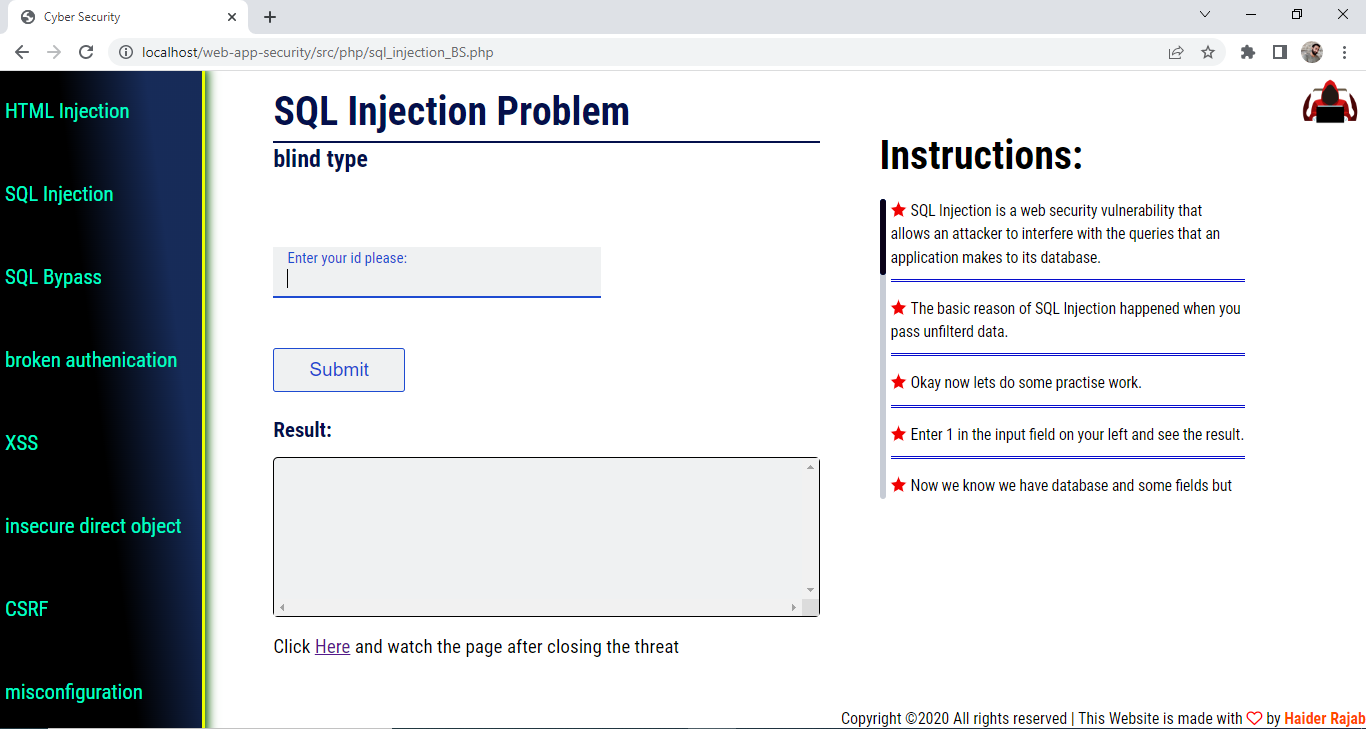 Cyber Security
localhost/web-app-security/src/php/sql_injection_BS.php
HTML Injection
SQL Injection
SQL Bypass
broken authenication
XSS
insecure direct object
CSRF
misconfiguration
SQL Injection Problem
blind type
Enter your id please:
Submit
Result:
Click Here and watch the page after closing the threat
Instructions:
SQL Injection is a web security vulnerability that
allows an attacker to interfere with the queries that an
application makes to its database.
The basic reason of SQL Injection happened when you
pass unfilterd data.
Okay now lets do some practise work.
Enter 1 in the input field on your left and see the result.
Now we know we have database and some fields but
Copyright ©2020 All rights reserved | This Website is made with ♡ by Haider Rajab